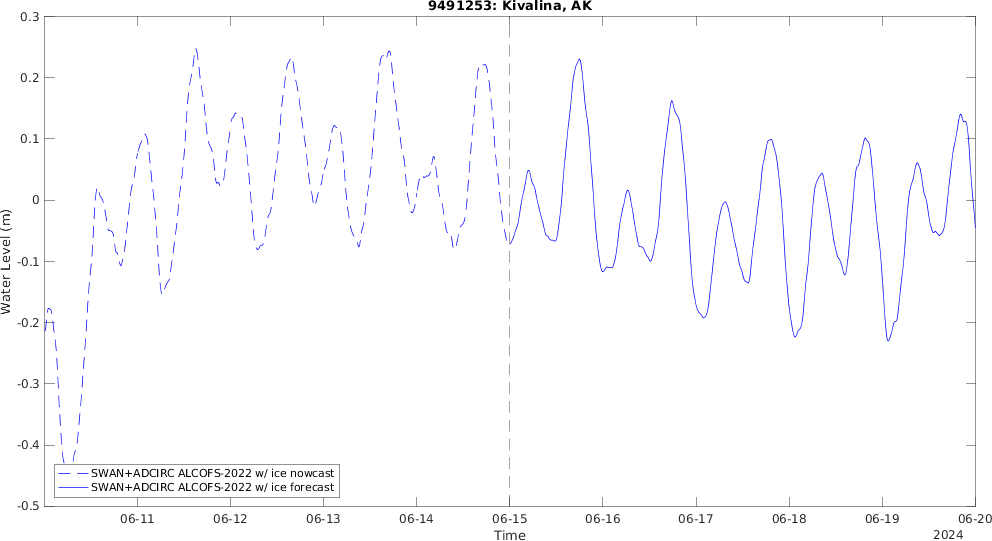 9491253: Kivalina, AK
Water Level (m)
0.3
0.2
0.1
0
-0.1
-0.2
-0.3
-0.4
-0.5
SWAN+ADCIRC ALCOFS-2022 w/ ice nowcast
SWAN+ADCIRC ALCOFS-2022 w/ ice forecast
06-11 06-12 06-13 06-14 06-15 06-16 06-17 06-18 06-19 06-20
Time
2024